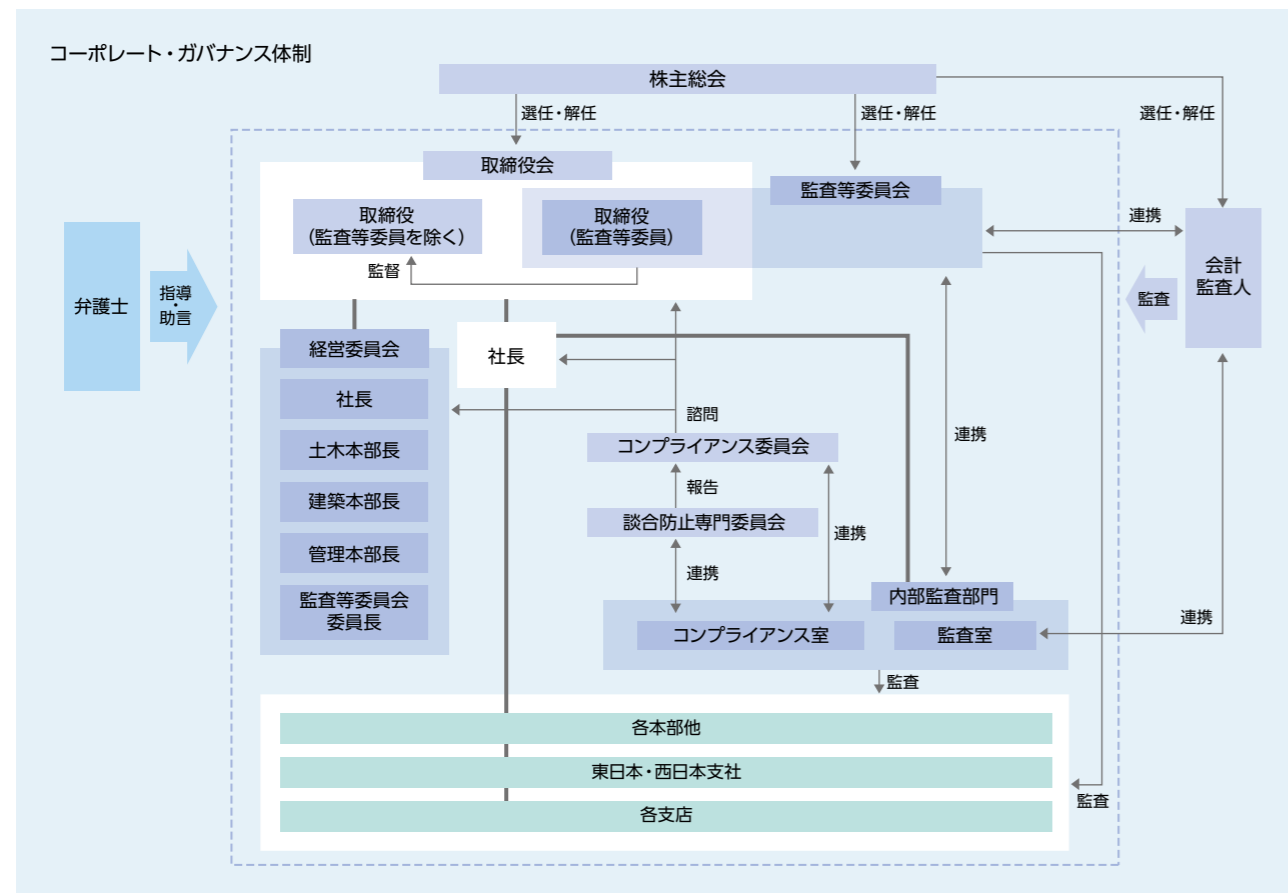 コーポレート・ガバナンス体制
株主総会
選任・解任
選任・解任
選任・解任
取締役会
監査等委員会
取締役
(監査等委員を除く)
取締役
(監査等委員)
監督
連携
会計
監査人
監査
弁護士
指導
・
助言
経営委員会
社長
社長
土木本部長
建築本部長
管理本部長
監査等委員会
委員長
諮問
コンプライアンス委員会
報告
談合防止専門委員会
連携
連携
連携
内部監査部門
コンプライアンス室
監査室
連携
監査
各本部他
東日本・西日本支社
各支店
監査